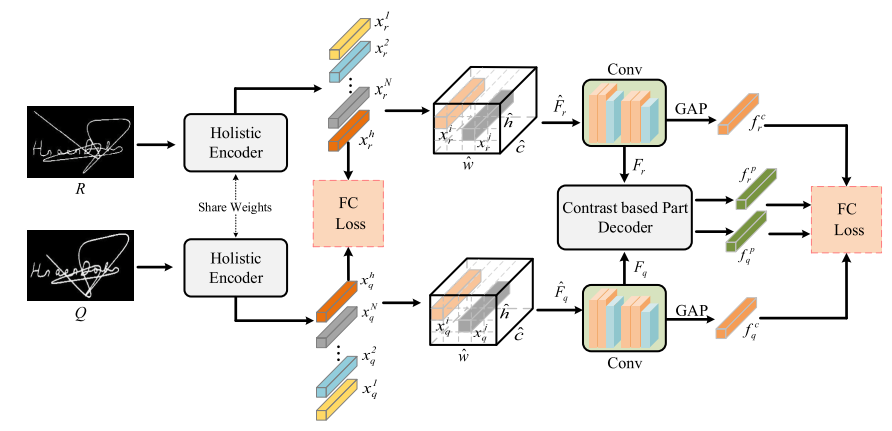 R
Q
Holistic
Encoder
Share Weights
Holistic
Encoder
x_r^1
x_r^2
x_r^N
x_r^h
FC
Loss
x_q^h
x_q^N
x_q^2
x_q^1
x_r^i
x_r^j
ĥ
ŵ
ĉ
x_q^i
x_q^j
ĥ
ŵ
ĉ
F̂_r
F̂_q
Conv
F_r
Contrast based Part
Decoder
F_q
Conv
GAP
GAP
f_r^c
f_r^p
f_q^p
f_q^c
FC
Loss